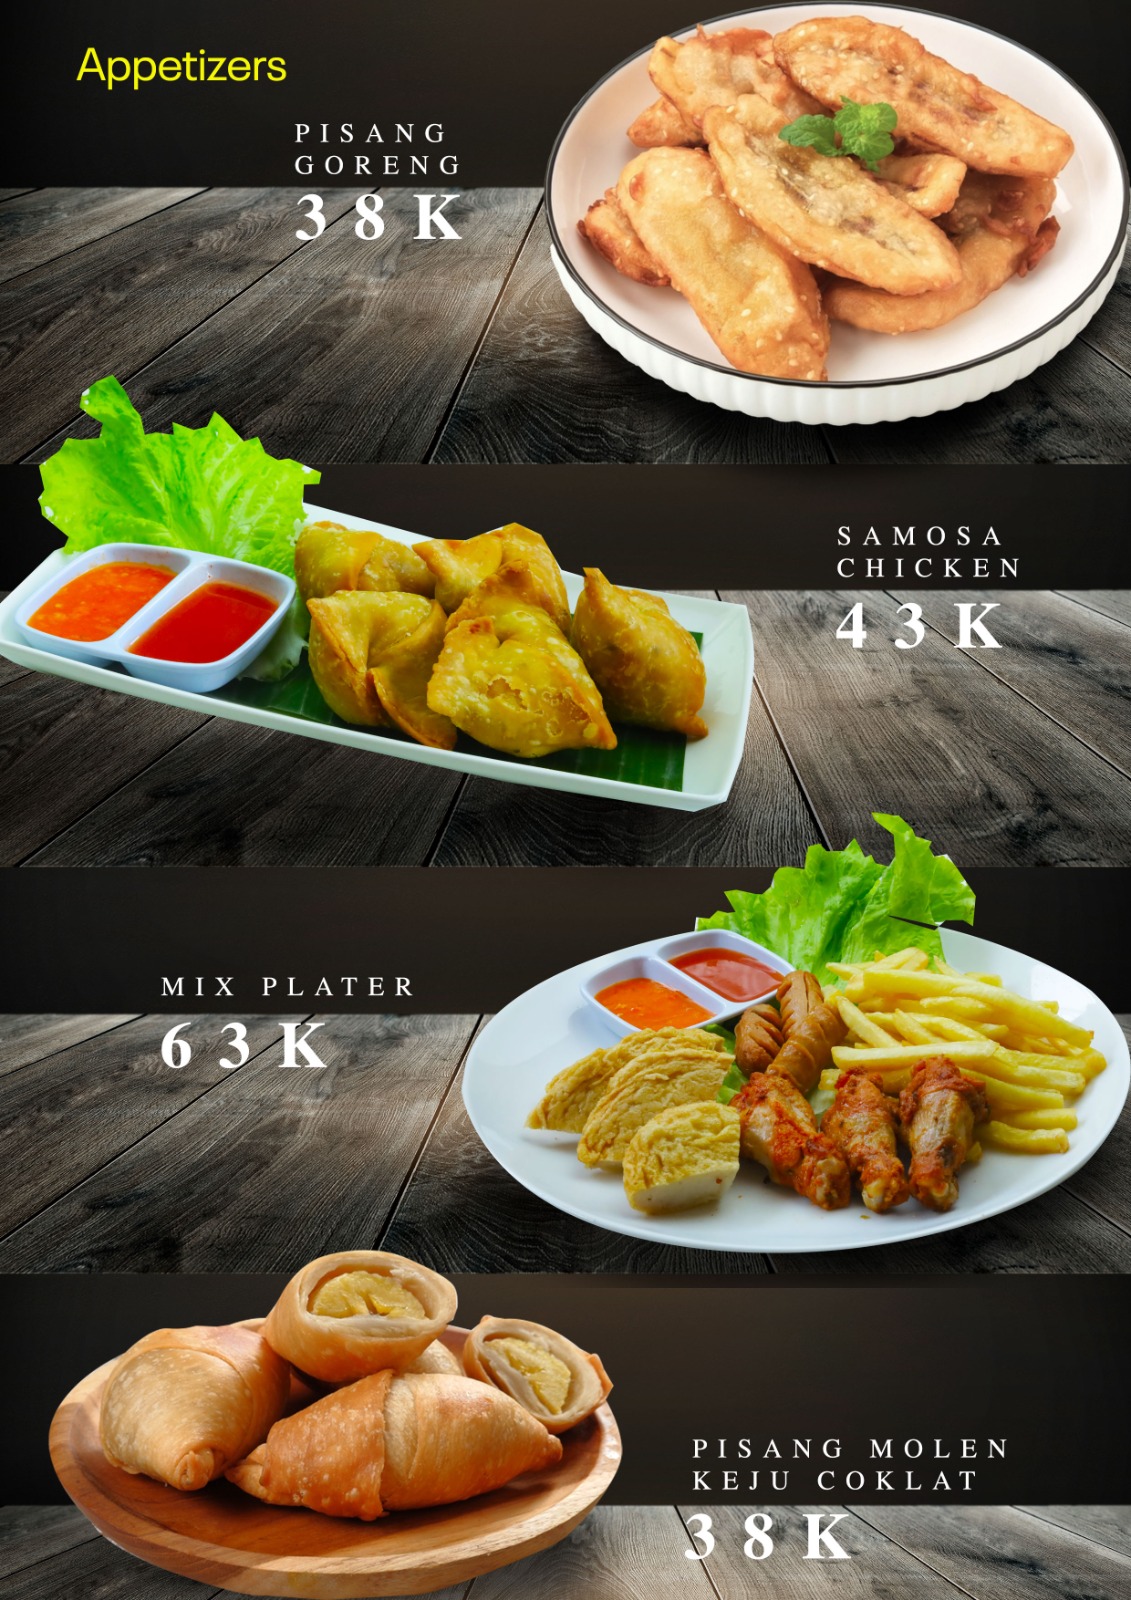 Appetizers
PISANG
GORENG
38K
SAMOSA
CHICKEN
43K
MIX PLATER
63K
PISANG MOLEN
KEJU COKLAT
38K